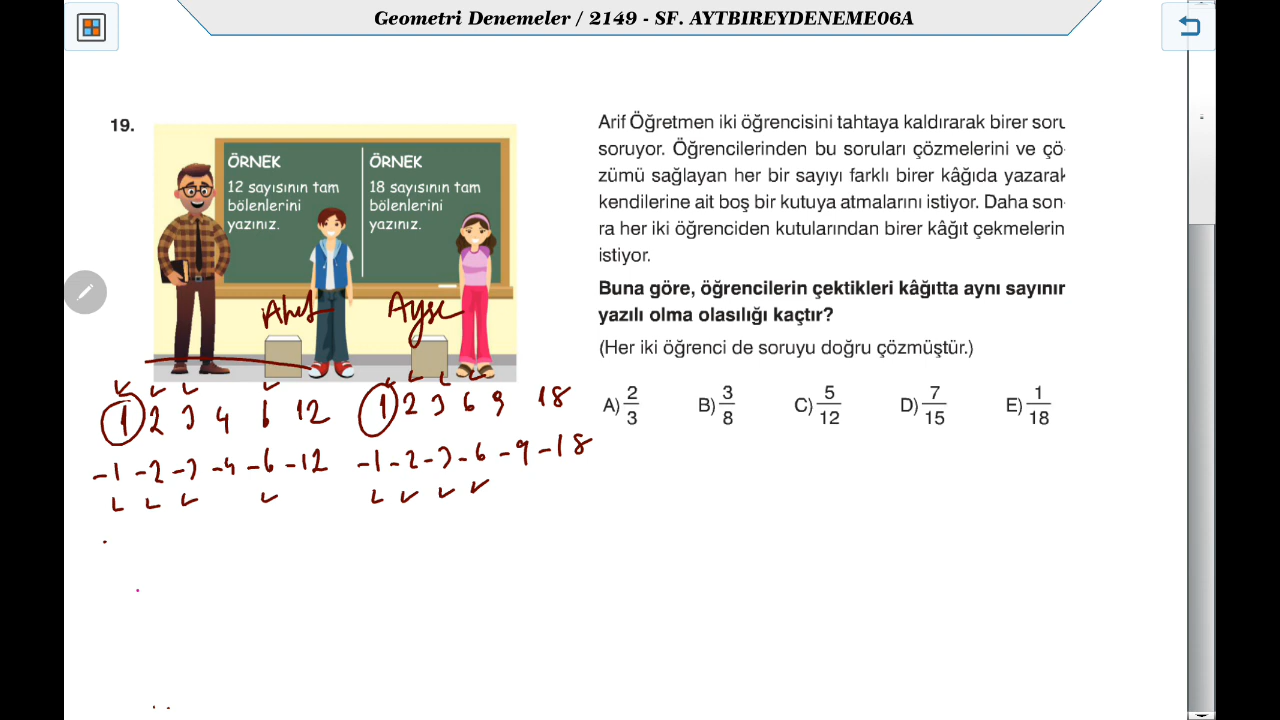 Geometri Denemeler / 2149 - SF. AYTBIREYDENEME06A
19.
ÖRNEK
12 sayısının tam
bölenlerini
yazınız.
ÖRNEK
18 sayısının tam
bölenlerini
yazınız.
Ayşe
1 2 3 4 6 12
-1 -2 -3 -4 -6 -12
1 2 3 6 9 18
-1 -2 -3 -6 -9 -18
Arif Öğretmen iki öğrencisini tahtaya kaldırarak birer soru
soruyor. Öğrencilerinden bu soruları çözmelerini ve çö-
zümü sağlayan her bir sayıyı farklı birer kâğıda yazarak
kendilerine ait boş bir kutuya atmalarını istiyor. Daha son-
ra her iki öğrenciden kutularından birer kâğıt çekmelerin
istiyor.
Buna göre, öğrencilerin çektikleri kâğıtta aynı sayının
yazılı olma olasılığı kaçtır?
(Her iki öğrenci de soruyu doğru çözmüştür.)
A) 2/3 B) 3/8 C) 5/12 D) 7/15 E) 1/18